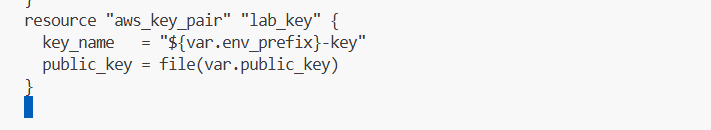 }
resource "aws_key_pair" "lab_key" {
  key_name   = "${var.env_prefix}-key"
  public_key = file(var.public_key)
}